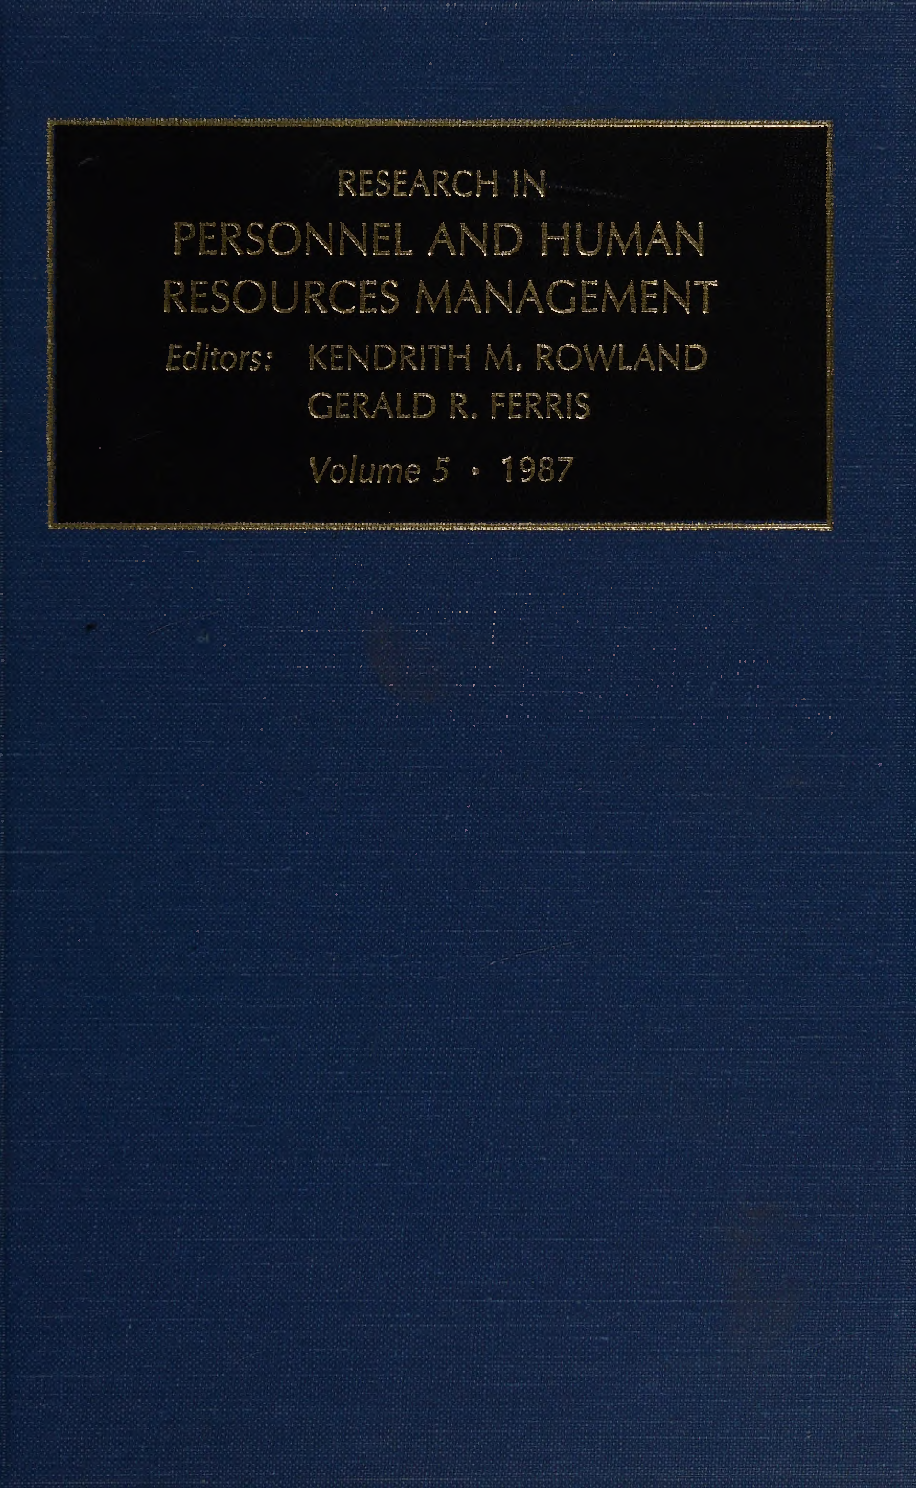 RESEARCH IN
PERSONNEL AND HUMAN
RESOURCES MANAGEMENT
Editors: KENDRITH M. ROWLAND
GERALD R. FERRIS
Volume 5 • 1987